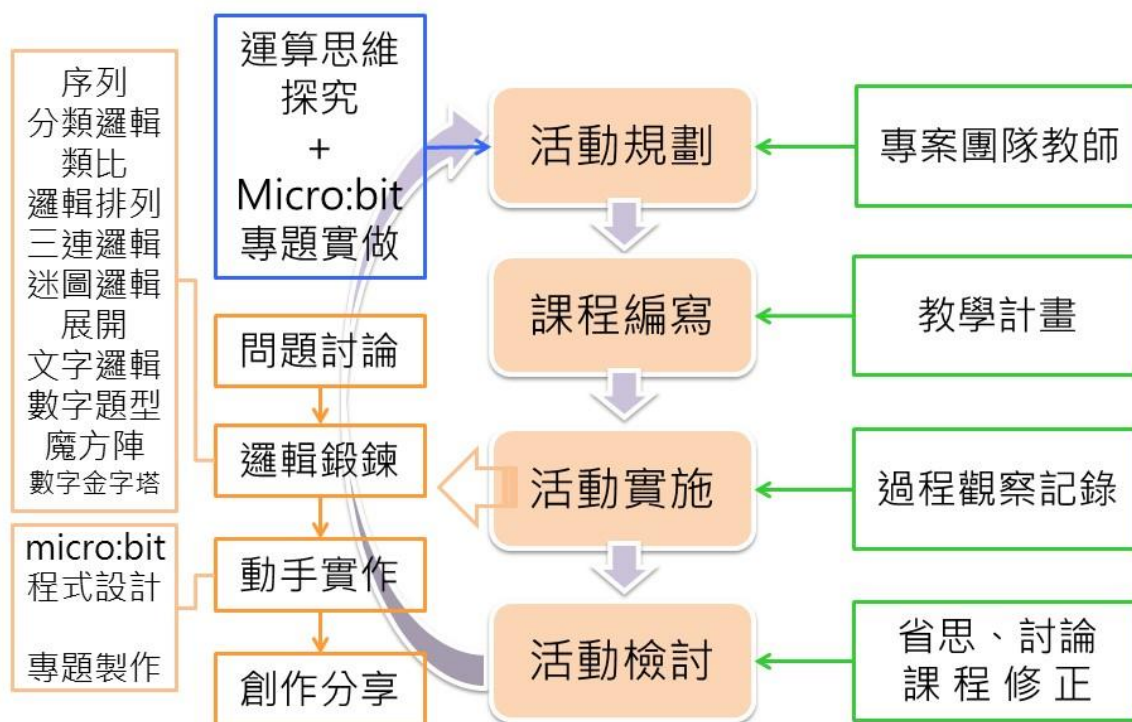 序列
分類邏輯
類比
邏輯排列
三連邏輯
迷圖邏輯
展開
文字邏輯
數字題型
魔方陣
數字金字塔
micro:bit
程式設計
專題製作
運算思維
探究
+
Micro:bit
專題實做
問題討論
邏輯鍛鍊
動手實作
創作分享
活動規劃
課程編寫
活動實施
活動檢討
專案團隊教師
教學計畫
過程觀察記錄
省思、討論
課程修正